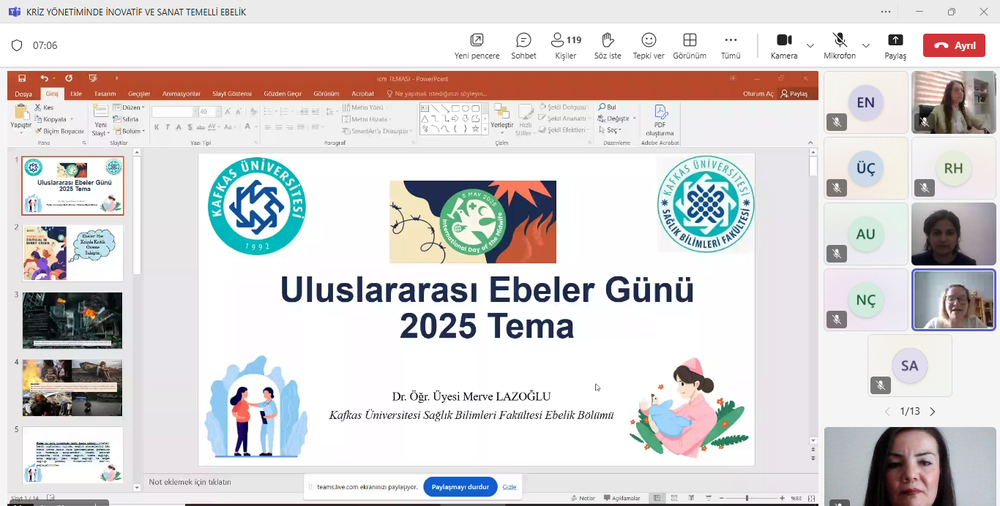 KRİZ YÖNETİMİNDE İNOVATİF VE SANAT TEMELLİ EBELİK
07:06
Yeni pencere
Sohbet
119
Kişiler
Söz iste
Tepki ver
Görünüm
Tümü
Kamera
Mikrofon
Paylaş
Ayrıl
icm TEMASI - PowerPoint
Dosya
Giriş
Ekle
Tasarım
Geçişler
Animasyonlar
Slayt Gösterisi
Gözden Geçir
Görünüm
Acrobat
Ne yapmak istediğinizi söyleyin...
Oturum Aç
Paylaş
Yapıştır
Kes
Kopyala
Biçim Boyacısı
Pano
Yeni
Slayt
Düzen
Sıfırla
Bölüm
Slaytlar
40
K T A S abc AV Aa A
Yazı Tipi
Metin Yönü
Metni Hizala
SmartArt'a Dönüştür
Paragraf
Yerleştir
Hızlı
Stiller
Şekil Dolgusu
Şekil Anahattı
Şekil Efektleri
Çizim
Bul
Değiştir
Seç
Düzenleme
PDF
oluşturma
Adobe Acrobat
1
Uluslararası Ebeler Günü
2025 Tema
2
CRITICAL IN
EVERY CRISIS
Ebeler: Her
Krizde Kritik
Öneme
Sahiptir.
3
4
5
KAFKAS ÜNİVERSİTESİ
1992
5 MAY 2025
International Day of the Midwife
KAFKAS ÜNİVERSİTESİ
SAĞLIK BİLİMLERİ FAKÜLTESİ
Uluslararası Ebeler Günü
2025 Tema
Dr. Öğr. Üyesi Merve LAZOĞLU
Kafkas Üniversitesi Sağlık Bilimleri Fakültesi Ebelik Bölümü
Not eklemek için tıklatın
teams.live.com ekranınızı paylaşıyor.
Paylaşmayı durdur
Gizle
Slayt 1 / 14
Notlar
Açıklamalar
%83
EN
ÜÇ
RH
AU
NÇ
SA
1/13